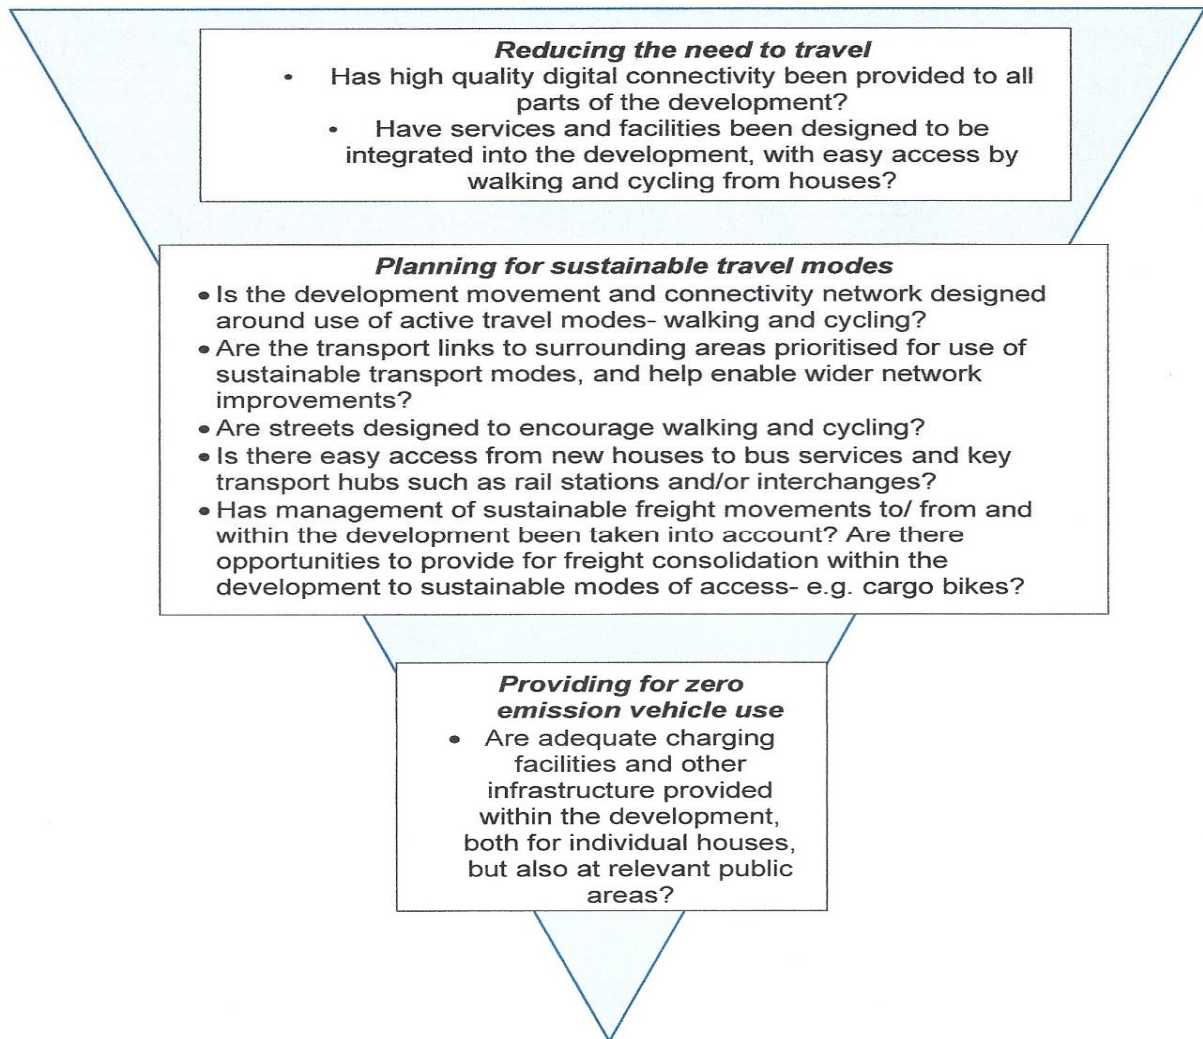 Reducing the need to travel
• Has high quality digital connectivity been provided to all
parts of the development?
• Have services and facilities been designed to be
integrated into the development, with easy access by
walking and cycling from houses?
Planning for sustainable travel modes
• Is the development movement and connectivity network designed
around use of active travel modes- walking and cycling?
• Are the transport links to surrounding areas prioritised for use of
sustainable transport modes, and help enable wider network
improvements?
• Are streets designed to encourage walking and cycling?
• Is there easy access from new houses to bus services and key
transport hubs such as rail stations and/or interchanges?
• Has management of sustainable freight movements to/ from and
within the development been taken into account? Are there
opportunities to provide for freight consolidation within the
development to sustainable modes of access- e.g. cargo bikes?
Providing for zero
emission vehicle use
• Are adequate charging
facilities and other
infrastructure provided
within the development,
both for individual houses,
but also at relevant public
areas?